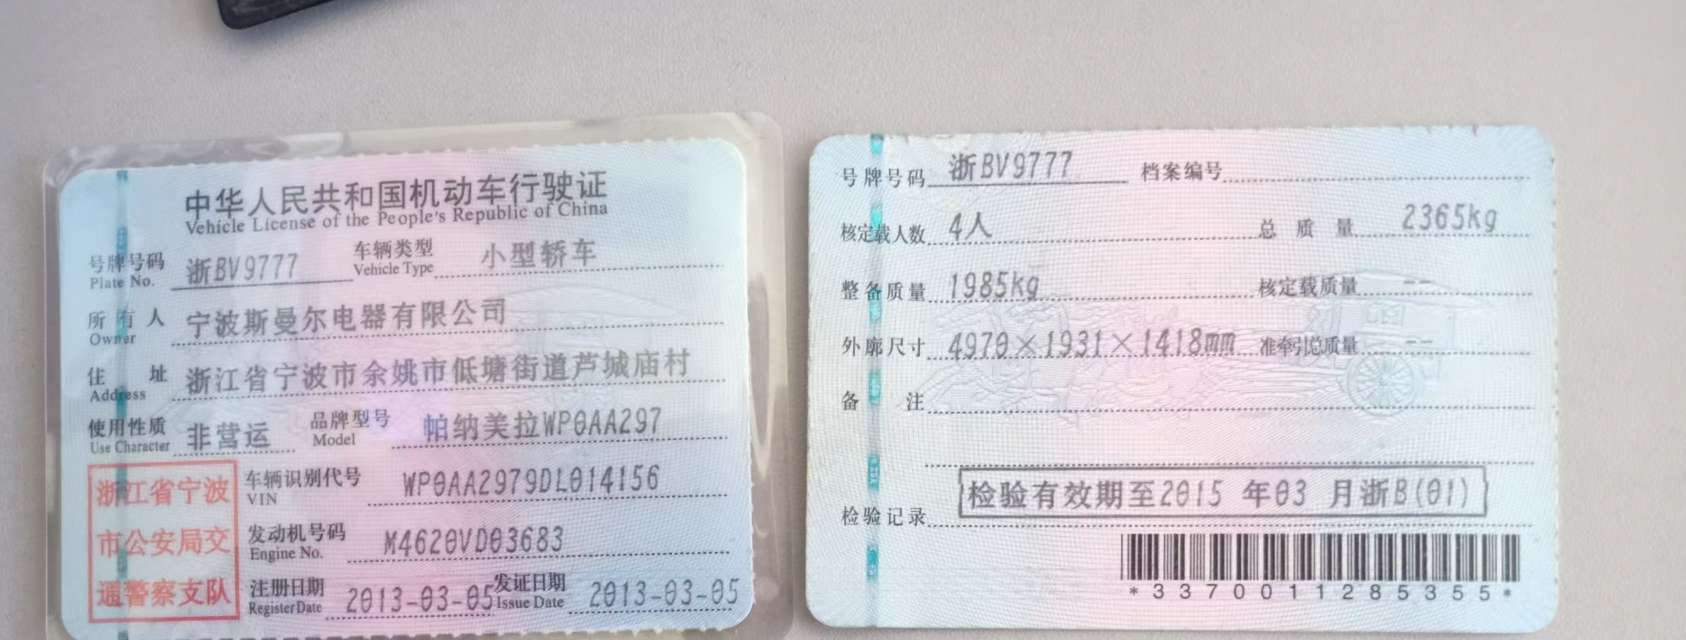 中华人民共和国机动车行驶证
Vehicle License of the People's Republic of China
号牌号码 浙BV9777 车辆类型 小型轿车
Plate No. Vehicle Type
所有人 宁波斯曼尔电器有限公司
Owner
住址 浙江省宁波市余姚市低塘街道芦城庙村
Address
使用性质 非营运 品牌型号 帕纳美拉WP0AA297
Use Character Model
浙江省宁波
市公安局交
通警察支队
车辆识别代号 WP0AA2979DL014156
VIN
发动机号码 M4620VD03683
Engine No.
注册日期 2013-03-05 发证日期 2013-03-05
Register Date Issue Date
号牌号码 浙BV9777 档案编号
核定载人数 4人 总质量 2365kg
整备质量 1985kg 核定载质量 --
外廓尺寸 4970×1931×1418mm 准牵引总质量 --
备注
检验记录 检验有效期至2015 年03 月浙B(01)
*3370011285355*